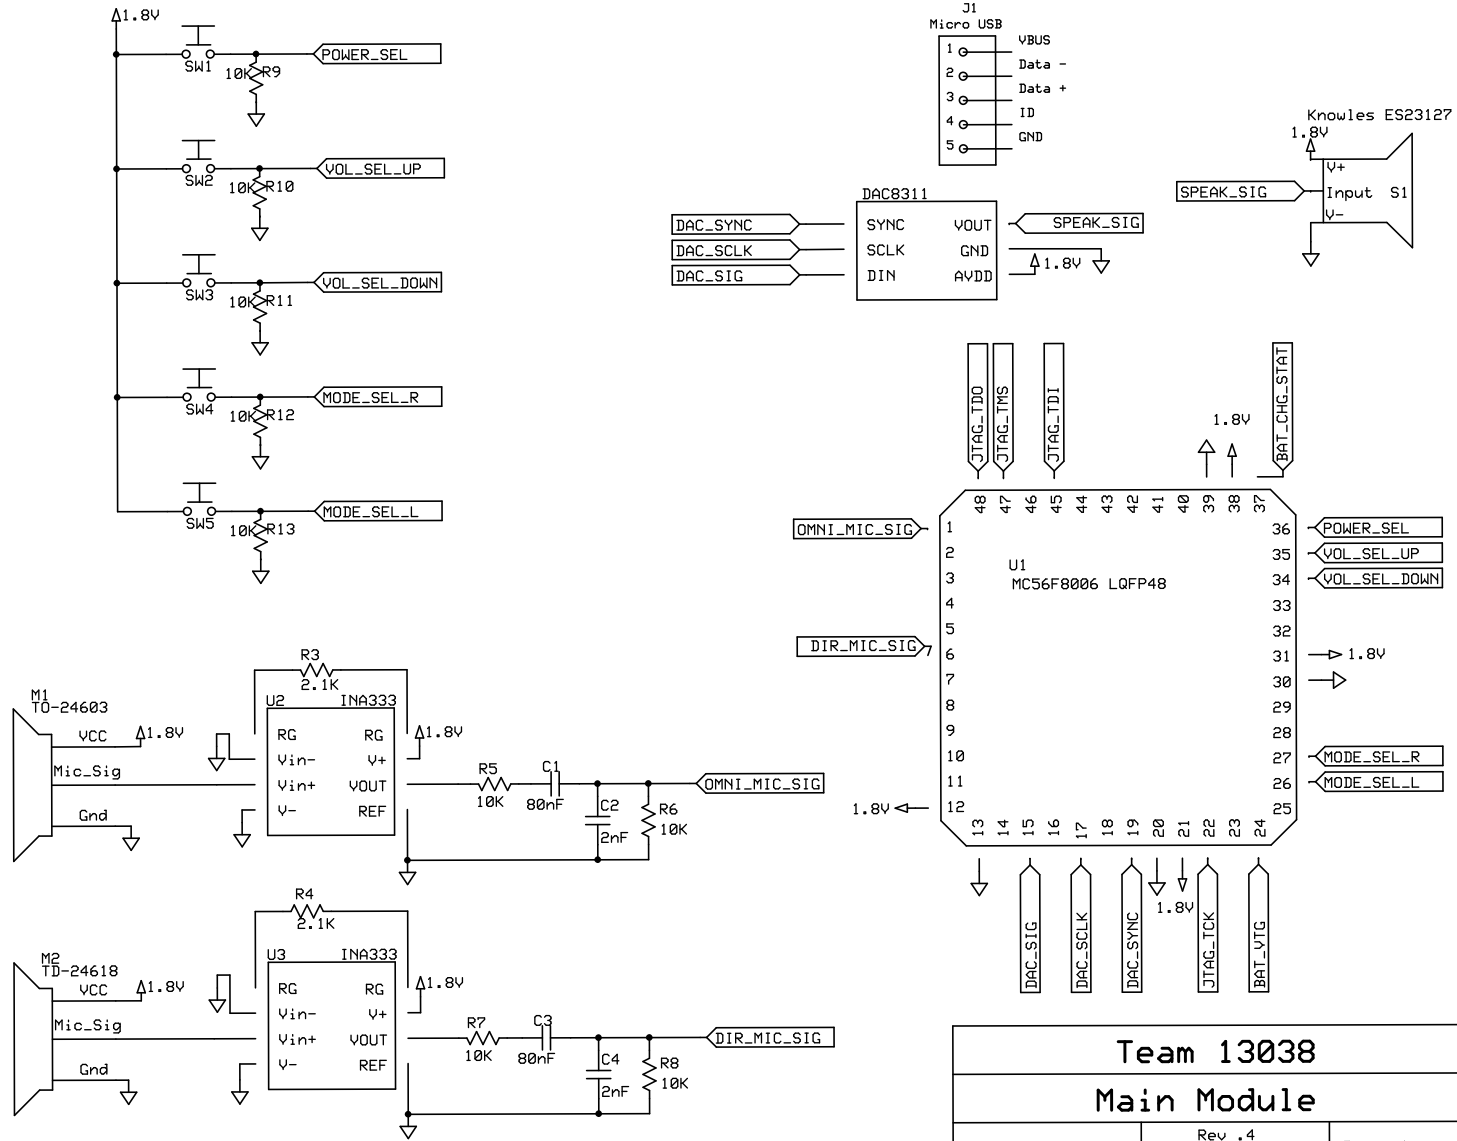 1.8V
SW1
10K
R9
POWER_SEL
SW2
10K
R10
VOL_SEL_UP
SW3
10K
R11
VOL_SEL_DOWN
SW4
10K
R12
MODE_SEL_R
SW5
10K
R13
MODE_SEL_L
J1
Micro USB
1 VBUS
2 Data -
3 Data +
4 ID
5 GND
Knowles ES23127
1.8V
V+
SPEAK_SIG
Input S1
V-
DAC8311
DAC_SYNC
SYNC VOUT
SPEAK_SIG
DAC_SCLK
SCLK GND
DAC_SIG
DIN AVDD
1.8V
JTAG_TDO
JTAG_TMS
JTAG_TDI
1.8V
BAT_CHG_STAT
48 47 46 45 44 43 42 41 40 39 38 37
OMNI_MIC_SIG
DIR_MIC_SIG
1.8V
1
2
3
4
5
6
7
8
9
10
11
12
U1
MC56F8006 LQFP48
36 POWER_SEL
35 VOL_SEL_UP
34 VOL_SEL_DOWN
33
32
31 1.8V
30
29
28
27 MODE_SEL_R
26 MODE_SEL_L
25
13 14 15 16 17 18 19 20 21 22 23 24
DAC_SIG
DAC_SCLK
DAC_SYNC
1.8V
JTAG_TCK
BAT_VTG
M1
TO-24603
VCC
1.8V
Mic_Sig
Gnd
R3
2.1K
U2 INA333
RG RG
Vin- V+
Vin+ VOUT
V- REF
1.8V
R5
10K
C1
80nF
C2
2nF
R6
10K
OMNI_MIC_SIG
M2
TD-24618
VCC
1.8V
Mic_Sig
Gnd
R4
2.1K
U3 INA333
RG RG
Vin- V+
Vin+ VOUT
V- REF
1.8V
R7
10K
C3
80nF
C4
2nF
R8
10K
DIR_MIC_SIG
Team 13038
Main Module
Rev .4